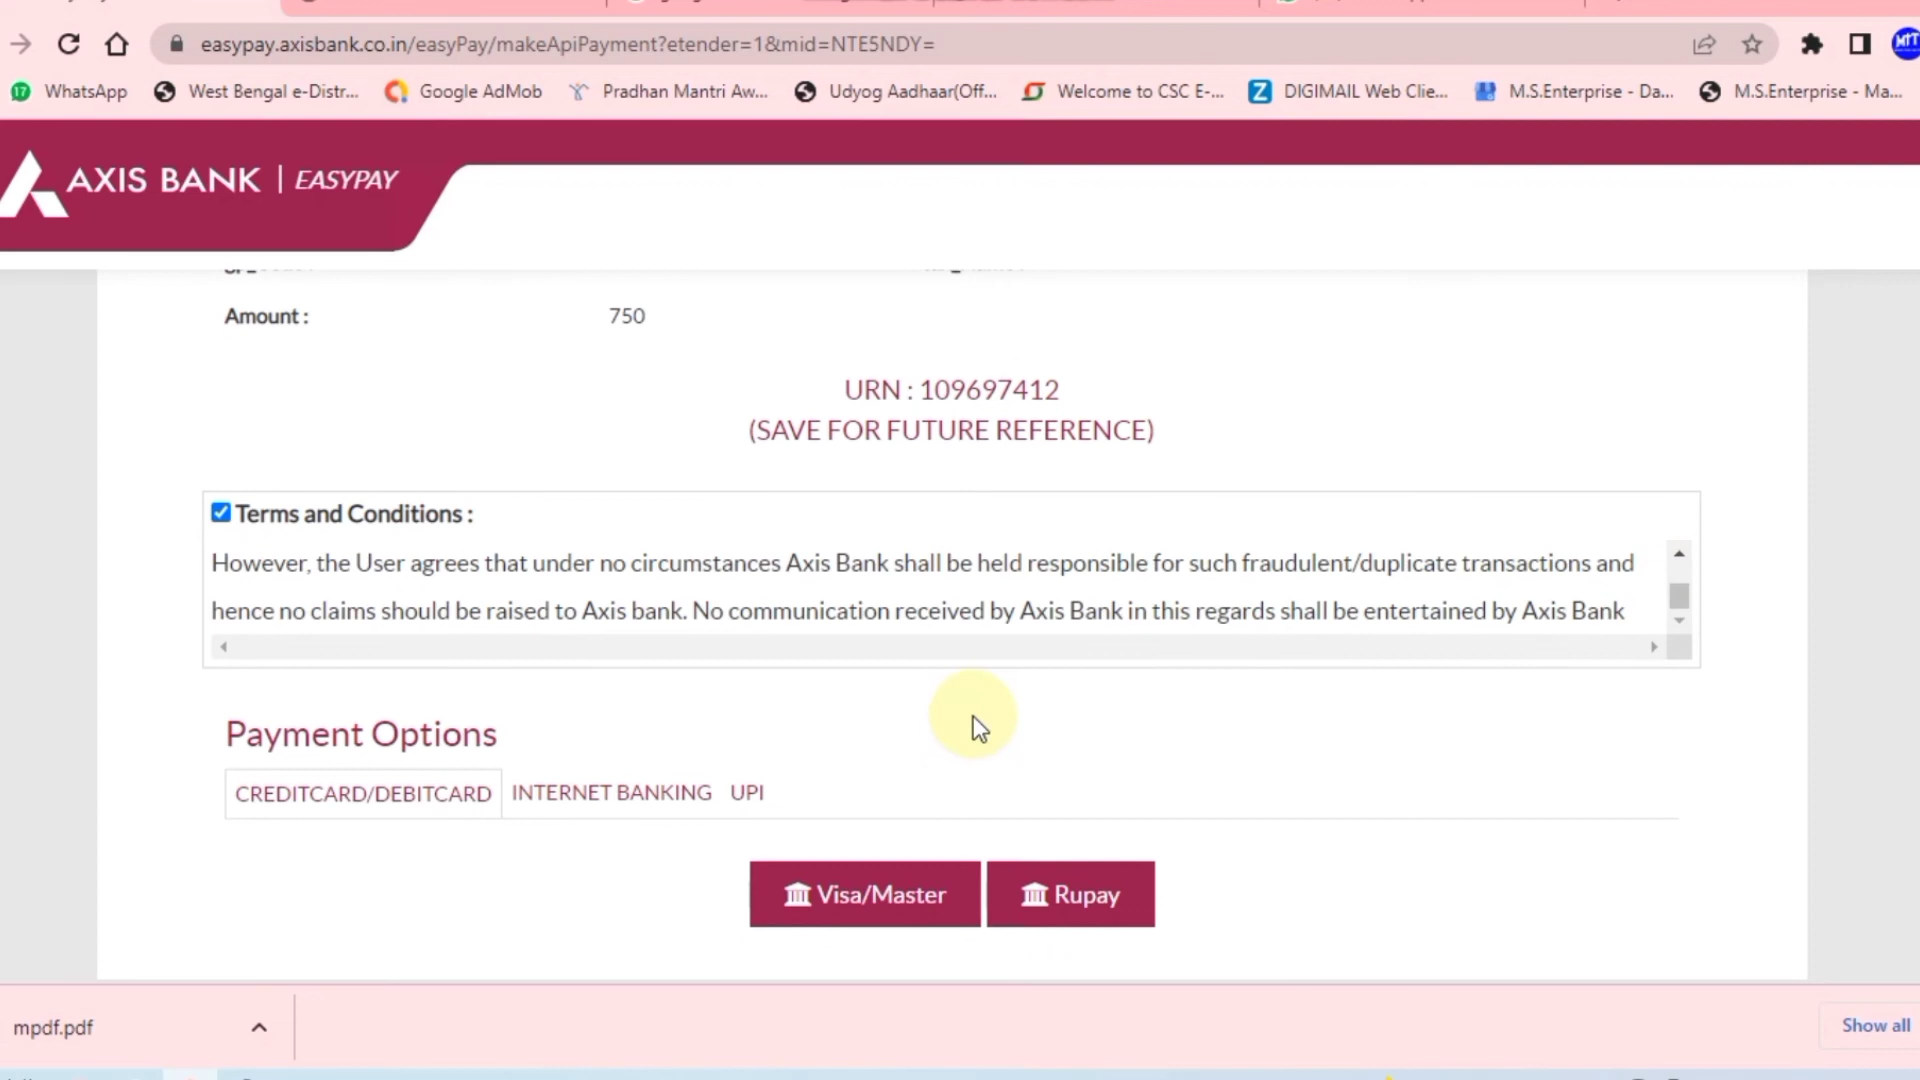 easypay.axisbank.co.in/easyPay/makeApiPayment?etender=1&mid=NTE5NDY=
MIT
17 WhatsApp West Bengal e-Distr... Google AdMob Pradhan Mantri Aw... Udyog Aadhaar(Off... Welcome to CSC E-... Z DIGIMAIL Web Clie... M.S.Enterprise - Da... M.S.Enterprise - Ma...
AXIS BANK | EASYPAY
Amount : 750
URN : 109697412
(SAVE FOR FUTURE REFERENCE)
Terms and Conditions :
However, the User agrees that under no circumstances Axis Bank shall be held responsible for such fraudulent/duplicate transactions and
hence no claims should be raised to Axis bank. No communication received by Axis Bank in this regards shall be entertained by Axis Bank
Payment Options
CREDITCARD/DEBITCARD INTERNET BANKING UPI
Visa/Master Rupay
mpdf.pdf
Show all